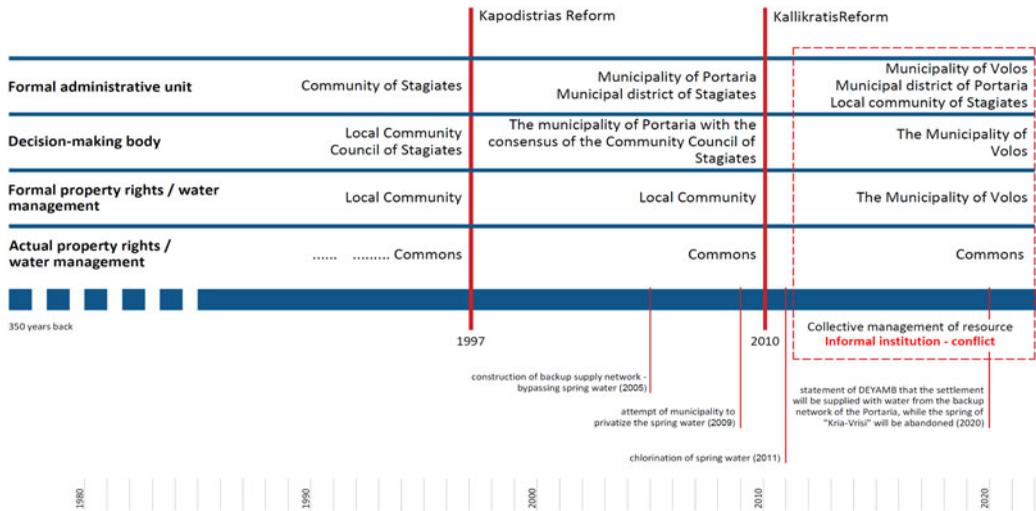 Kapodistrias Reform
KallikratisReform
Formal administrative unit
Community of Stagiates
Municipality of Portaria
Municipal district of Stagiates
Municipality of Volos
Municipal district of Portaria
Local community of Stagiates
Decision-making body
Local Community
Council of Stagiates
The municipality of Portaria with the
consensus of the Community Council of
Stagiates
The Municipality of
Volos
Formal property rights / water
management
Local Community
Local Community
The Municipality of Volos
Actual property rights /
water management
...... ......... Commons
Commons
Commons
350 years back
1997
2010
Collective management of resource
Informal institution - conflict
construction of backup supply network -
bypassing spring water (2005)
attempt of municipality to
privatize the spring water (2009)
chlorination of spring water (2011)
statement of DEYAMB that the settlement
will be supplied with water from the backup
network of the Portaria, while the spring of
"Kria-Vrisi" will be abandoned (2020)
1980
1990
2000
2010
2020